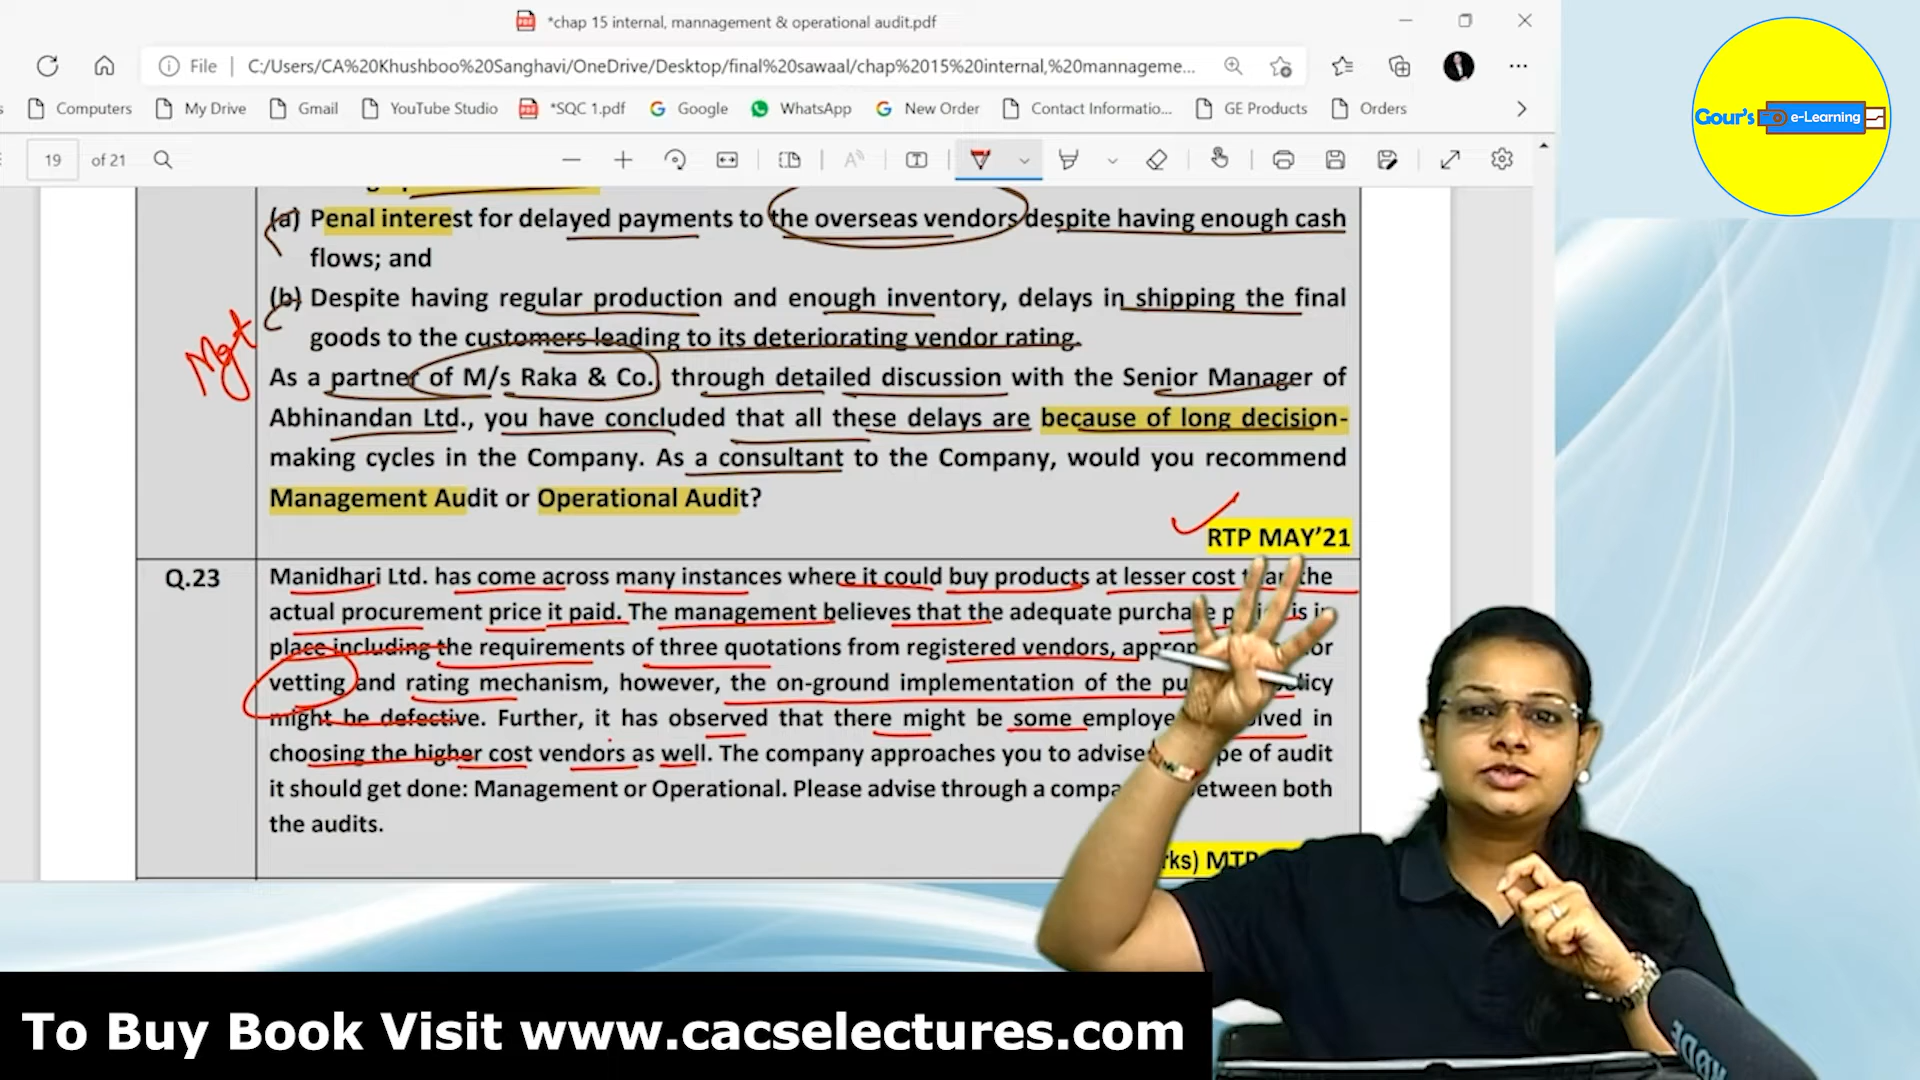 *chap 15 internal, mannagement & operational audit.pdf
File
C:/Users/CA%20Khushboo%20Sanghavi/OneDrive/Desktop/final%20sawaal/chap%2015%20internal,%20mannageme...
Computers
My Drive
Gmail
YouTube Studio
*SQC 1.pdf
Google
WhatsApp
New Order
Contact Informatio...
GE Products
Orders
19 of 21
Gour's e-Learning
(a) Penal interest for delayed payments to the overseas vendors despite having enough cash
flows; and
(b) Despite having regular production and enough inventory, delays in shipping the final
goods to the customers leading to its deteriorating vendor rating.
Mgt
As a partner of M/s Raka & Co. through detailed discussion with the Senior Manager of
Abhinandan Ltd., you have concluded that all these delays are because of long decision-
making cycles in the Company. As a consultant to the Company, would you recommend
Management Audit or Operational Audit?
RTP MAY'21
Q.23
Manidhari Ltd. has come across many instances where it could buy products at lesser cost the
actual procurement price it paid. The management believes that the adequate is in
place including the requirements of three quotations from registered vendors,
vetting and rating mechanism, however, the on-ground implementation of the
might be defective. Further, it has observed that there might be some in
choosing the higher cost vendors as well. The company approaches you to advise of audit
it should get done: Management or Operational. Please advise through a between both
the audits.
MTP
To Buy Book Visit www.cacselectures.com